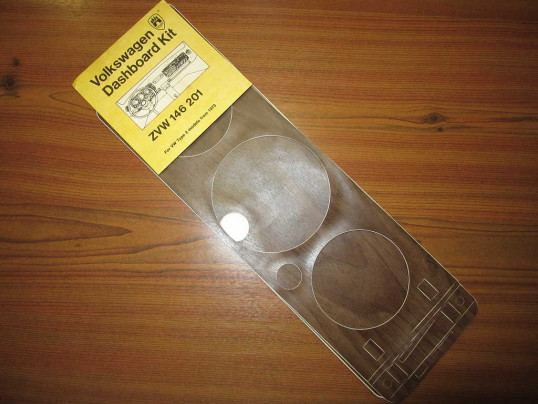 Volkswagen
Dashboard Kit
ZVW 146 201
For VW Type 4 models from 1973